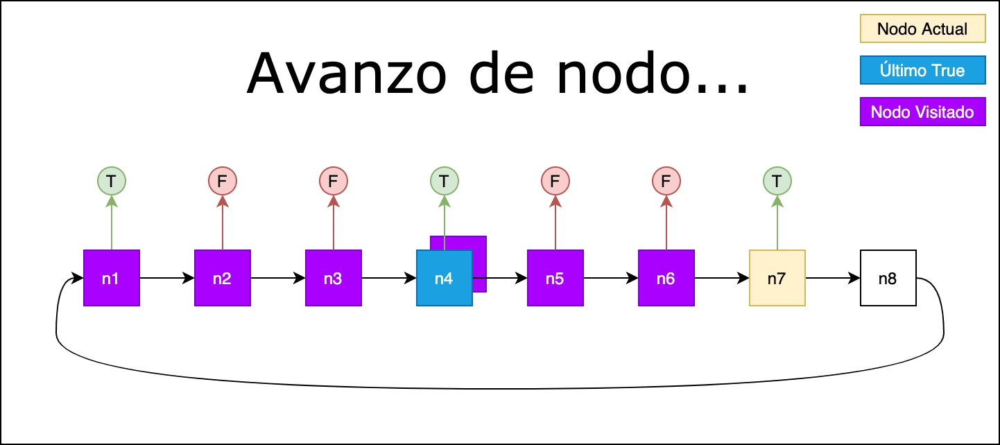 Nodo Actual
Avanzo de nodo...
Último True
Nodo Visitado
T F F T F F T
n1 n2 n3 n4 n5 n6 n7 n8